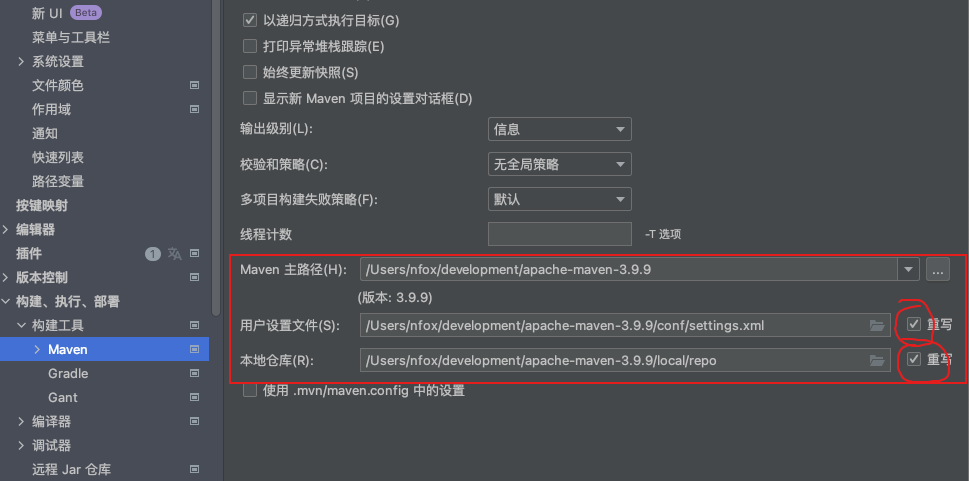 新 UI Beta
菜单与工具栏
系统设置
文件颜色
作用域
通知
快速列表
路径变量
按键映射
编辑器
插件 1
版本控制
构建、执行、部署
构建工具
Maven
Gradle
Gant
编译器
调试器
远程 Jar 仓库
以递归方式执行目标(G)
打印异常堆栈跟踪(E)
始终更新快照(S)
显示新 Maven 项目的设置对话框(D)
输出级别(L): 信息
校验和策略(C): 无全局策略
多项目构建失败策略(F): 默认
线程计数 -T 选项
Maven 主路径(H): /Users/nfox/development/apache-maven-3.9.9 ...
(版本: 3.9.9)
用户设置文件(S): /Users/nfox/development/apache-maven-3.9.9/conf/settings.xml 重写
本地仓库(R): /Users/nfox/development/apache-maven-3.9.9/local/repo 重写
使用 .mvn/maven.config 中的设置